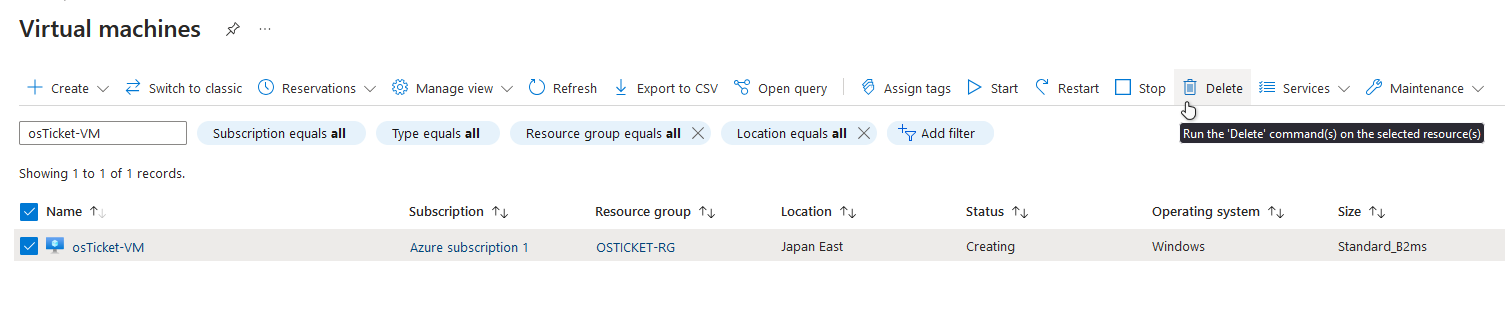 Virtual machines
Create Switch to classic Reservations Manage view Refresh Export to CSV Open query Assign tags Start Restart Stop Delete Services Maintenance
osTicket-VM Subscription equals all Type equals all Resource group equals all Location equals all Add filter
Run the 'Delete' command(s) on the selected resource(s)
Showing 1 to 1 of 1 records.
Name Subscription Resource group Location Status Operating system Size
osTicket-VM Azure subscription 1 OSTICKET-RG Japan East Creating Windows Standard_B2ms